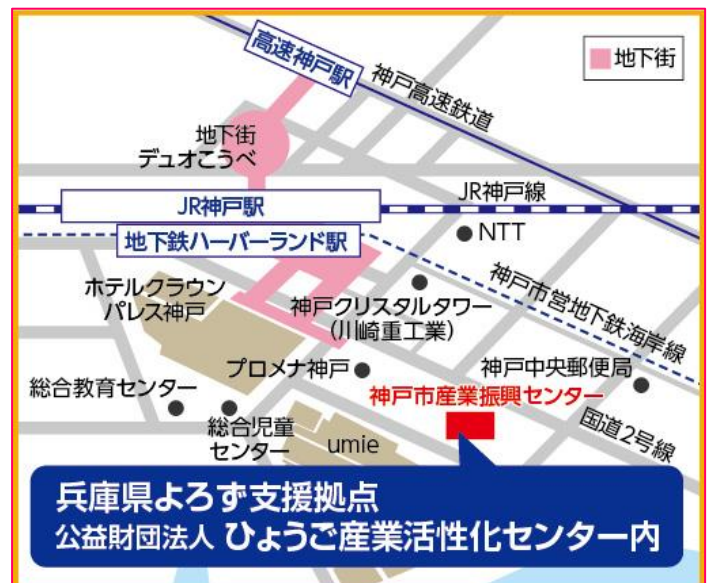 高速神戸駅
地下街
神戸高速鉄道
地下街
デュオこうべ
JR神戸線
JR神戸駅
地下鉄ハーバーランド駅
NTT
神戸市営地下鉄海岸線
ホテルクラウン
パレス神戸
神戸クリスタルタワー
(川崎重工業)
プロメナ神戸
神戸中央郵便局
総合教育センター
神戸市産業振興センター
総合児童
センター
umie
国道2号線
兵庫県よろず支援拠点
公益財団法人 ひょうご産業活性化センター内